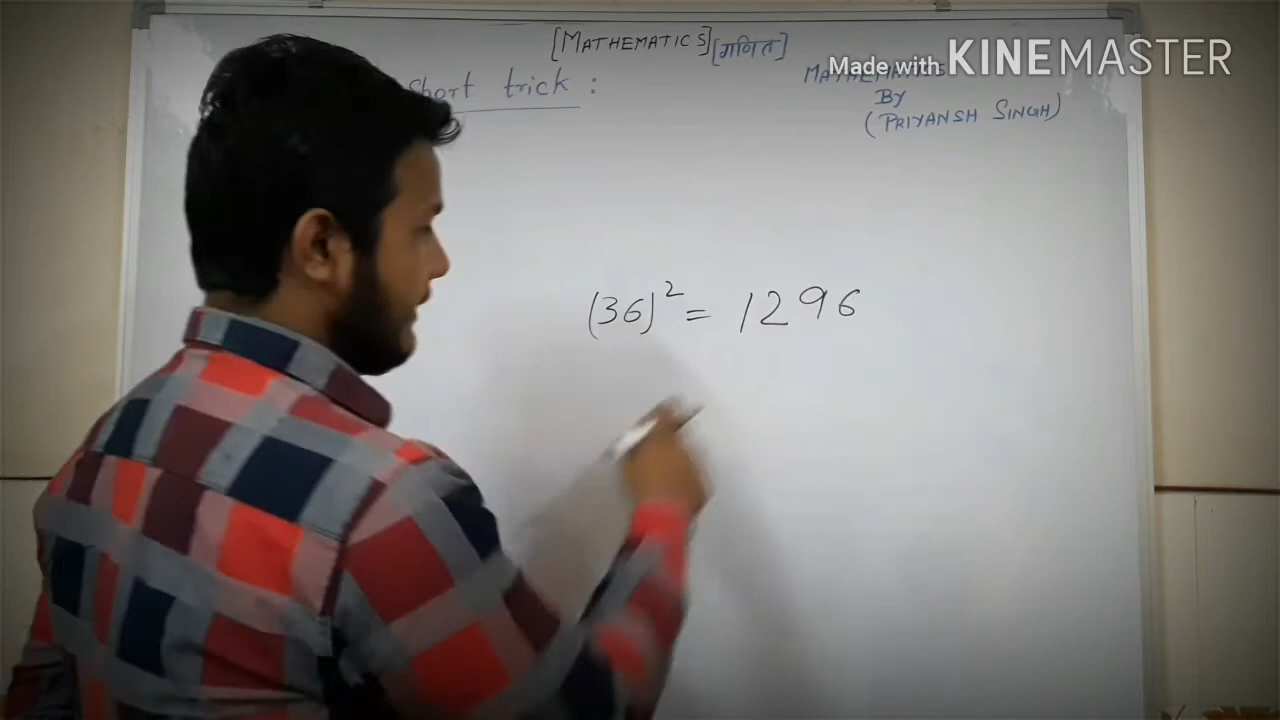 [MATHEMATICS] [गणित]
Made with KINEMASTER
Short trick :
MATHEMATICS
BY
(PRIYANSH SINGH)
(36)² = 1296